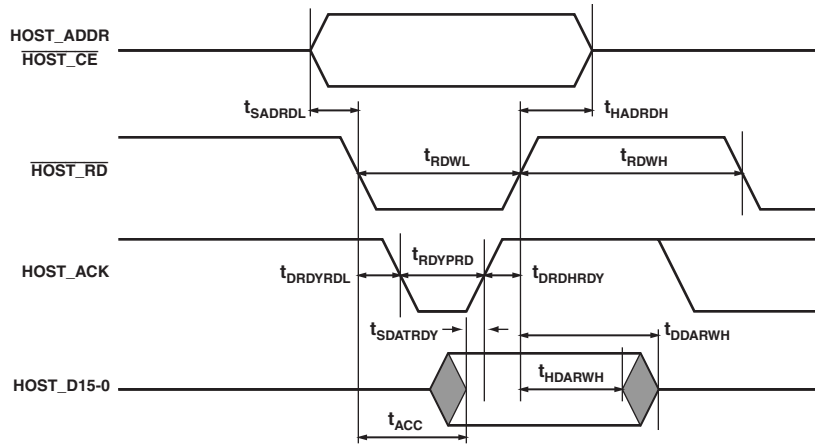 HOST_ADDR
HOST_CE
tSADRDL
tHADRDH
HOST_RD
tRDWL
tRDWH
HOST_ACK
tDRDYRDL
tRDYPRD
tDRDHRDY
tSDATRDY
tDDARWH
HOST_D15-0
tHDARWH
tACC